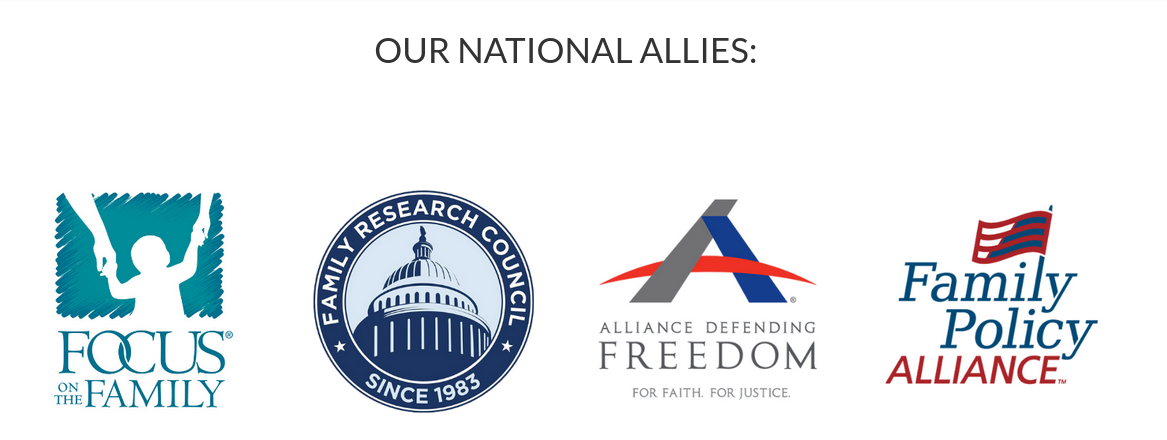 OUR NATIONAL ALLIES:
FOCUS®
ON THE FAMILY
FAMILY RESEARCH COUNCIL
SINCE 1983
ALLIANCE DEFENDING
FREEDOM
FOR FAITH. FOR JUSTICE.
®
Family
Policy
ALLIANCE™